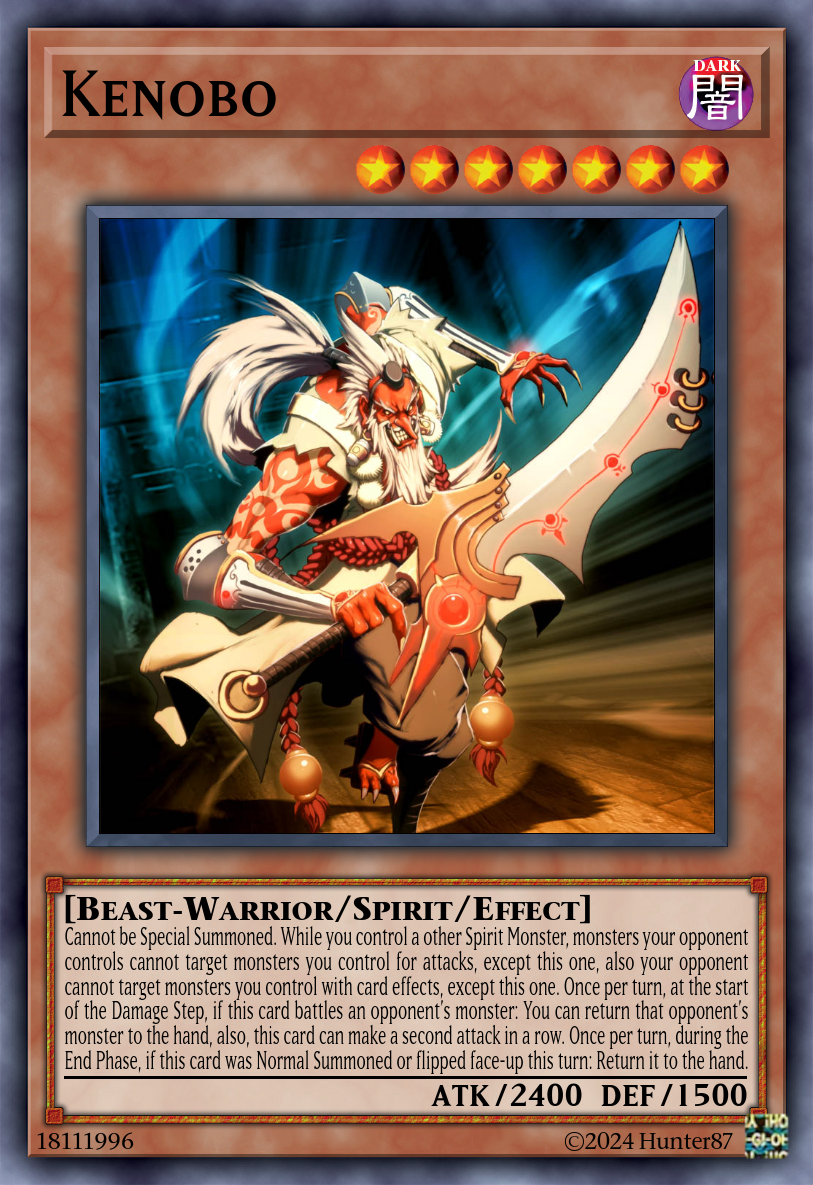 Kenobo
DARK
闇
[Beast-Warrior/Spirit/Effect]
Cannot be Special Summoned. While you control a other Spirit Monster, monsters your opponent
controls cannot target monsters you control for attacks, except this one, also your opponent
cannot target monsters you control with card effects, except this one. Once per turn, at the start
of the Damage Step, if this card battles an opponent's monster: You can return that opponent's
monster to the hand, also, this card can make a second attack in a row. Once per turn, during the
End Phase, if this card was Normal Summoned or flipped face-up this turn: Return it to the hand.
ATK/2400 DEF/1500
18111996
©2024 Hunter87